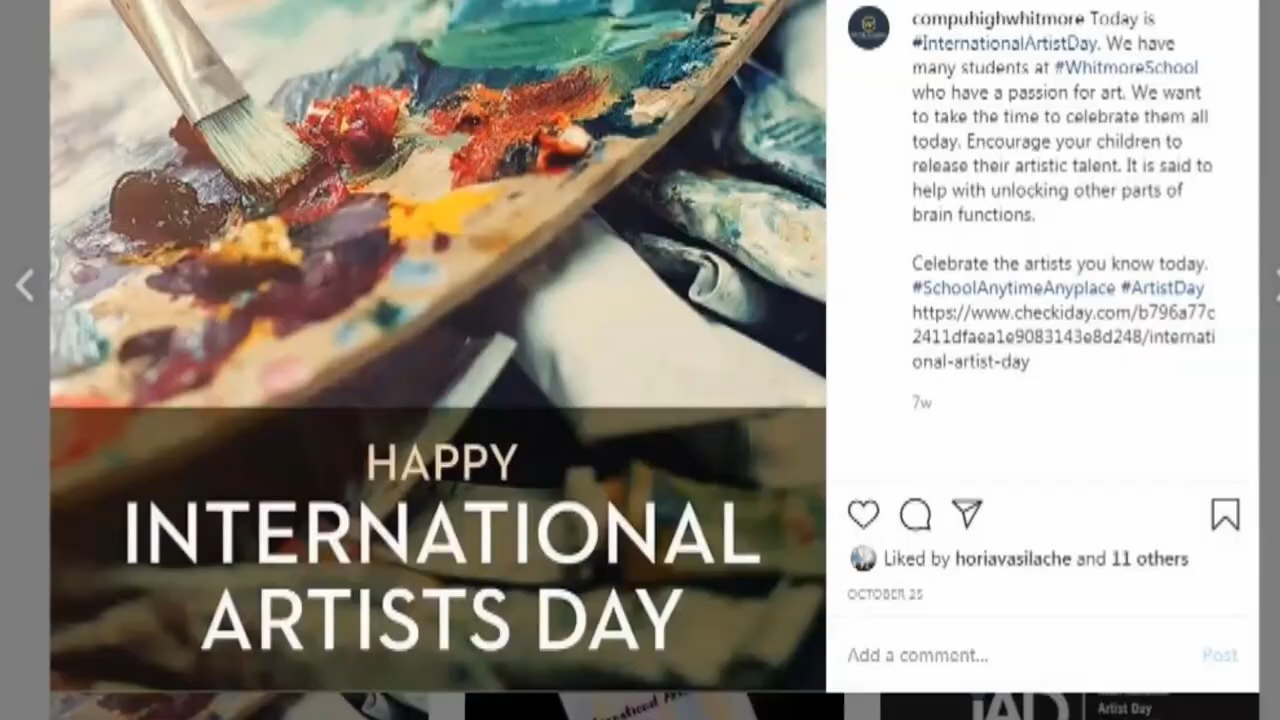 HAPPY
INTERNATIONAL
ARTISTS DAY
compuhighwhitmore Today is
#InternationalArtistDay. We have
many students at #WhitmoreSchool
who have a passion for art. We want
to take the time to celebrate them all
today. Encourage your children to
release their artistic talent. It is said to
help with unlocking other parts of
brain functions.
Celebrate the artists you know today.
#SchoolAnytimeAnyplace #ArtistDay
https://www.checkiday.com/b796a77c
2411dfaea1e9083143e8d248/internati
onal-artist-day
7w
Liked by horiavasilache and 11 others
OCTOBER 25
Add a comment... Post
IAD
Artist Day